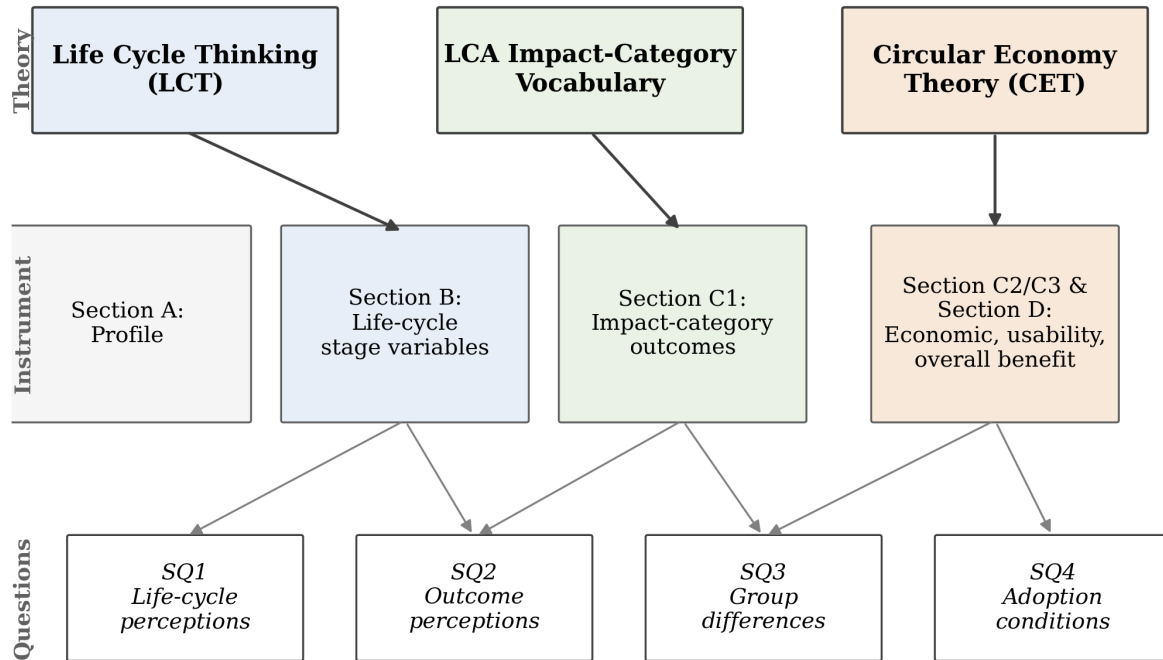 Theory
Life Cycle Thinking
(LCT)
LCA Impact-Category
Vocabulary
Circular Economy
Theory (CET)
Instrument
Section A:
Profile
Section B:
Life-cycle
stage variables
Section C1:
Impact-category
outcomes
Section C2/C3 &
Section D:
Economic, usability,
overall benefit
Questions
SQ1
Life-cycle
perceptions
SQ2
Outcome
perceptions
SQ3
Group
differences
SQ4
Adoption
conditions